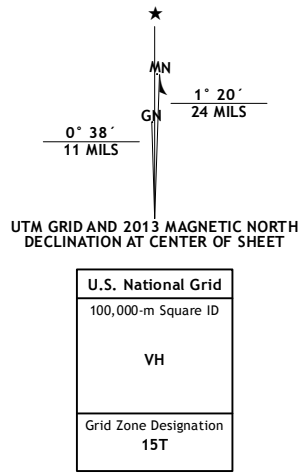 ★
MN
GN
1° 20´
24 MILS
0° 38´
11 MILS
UTM GRID AND 2013 MAGNETIC NORTH
DECLINATION AT CENTER OF SHEET
U.S. National Grid
100,000-m Square ID
VH
Grid Zone Designation
15T